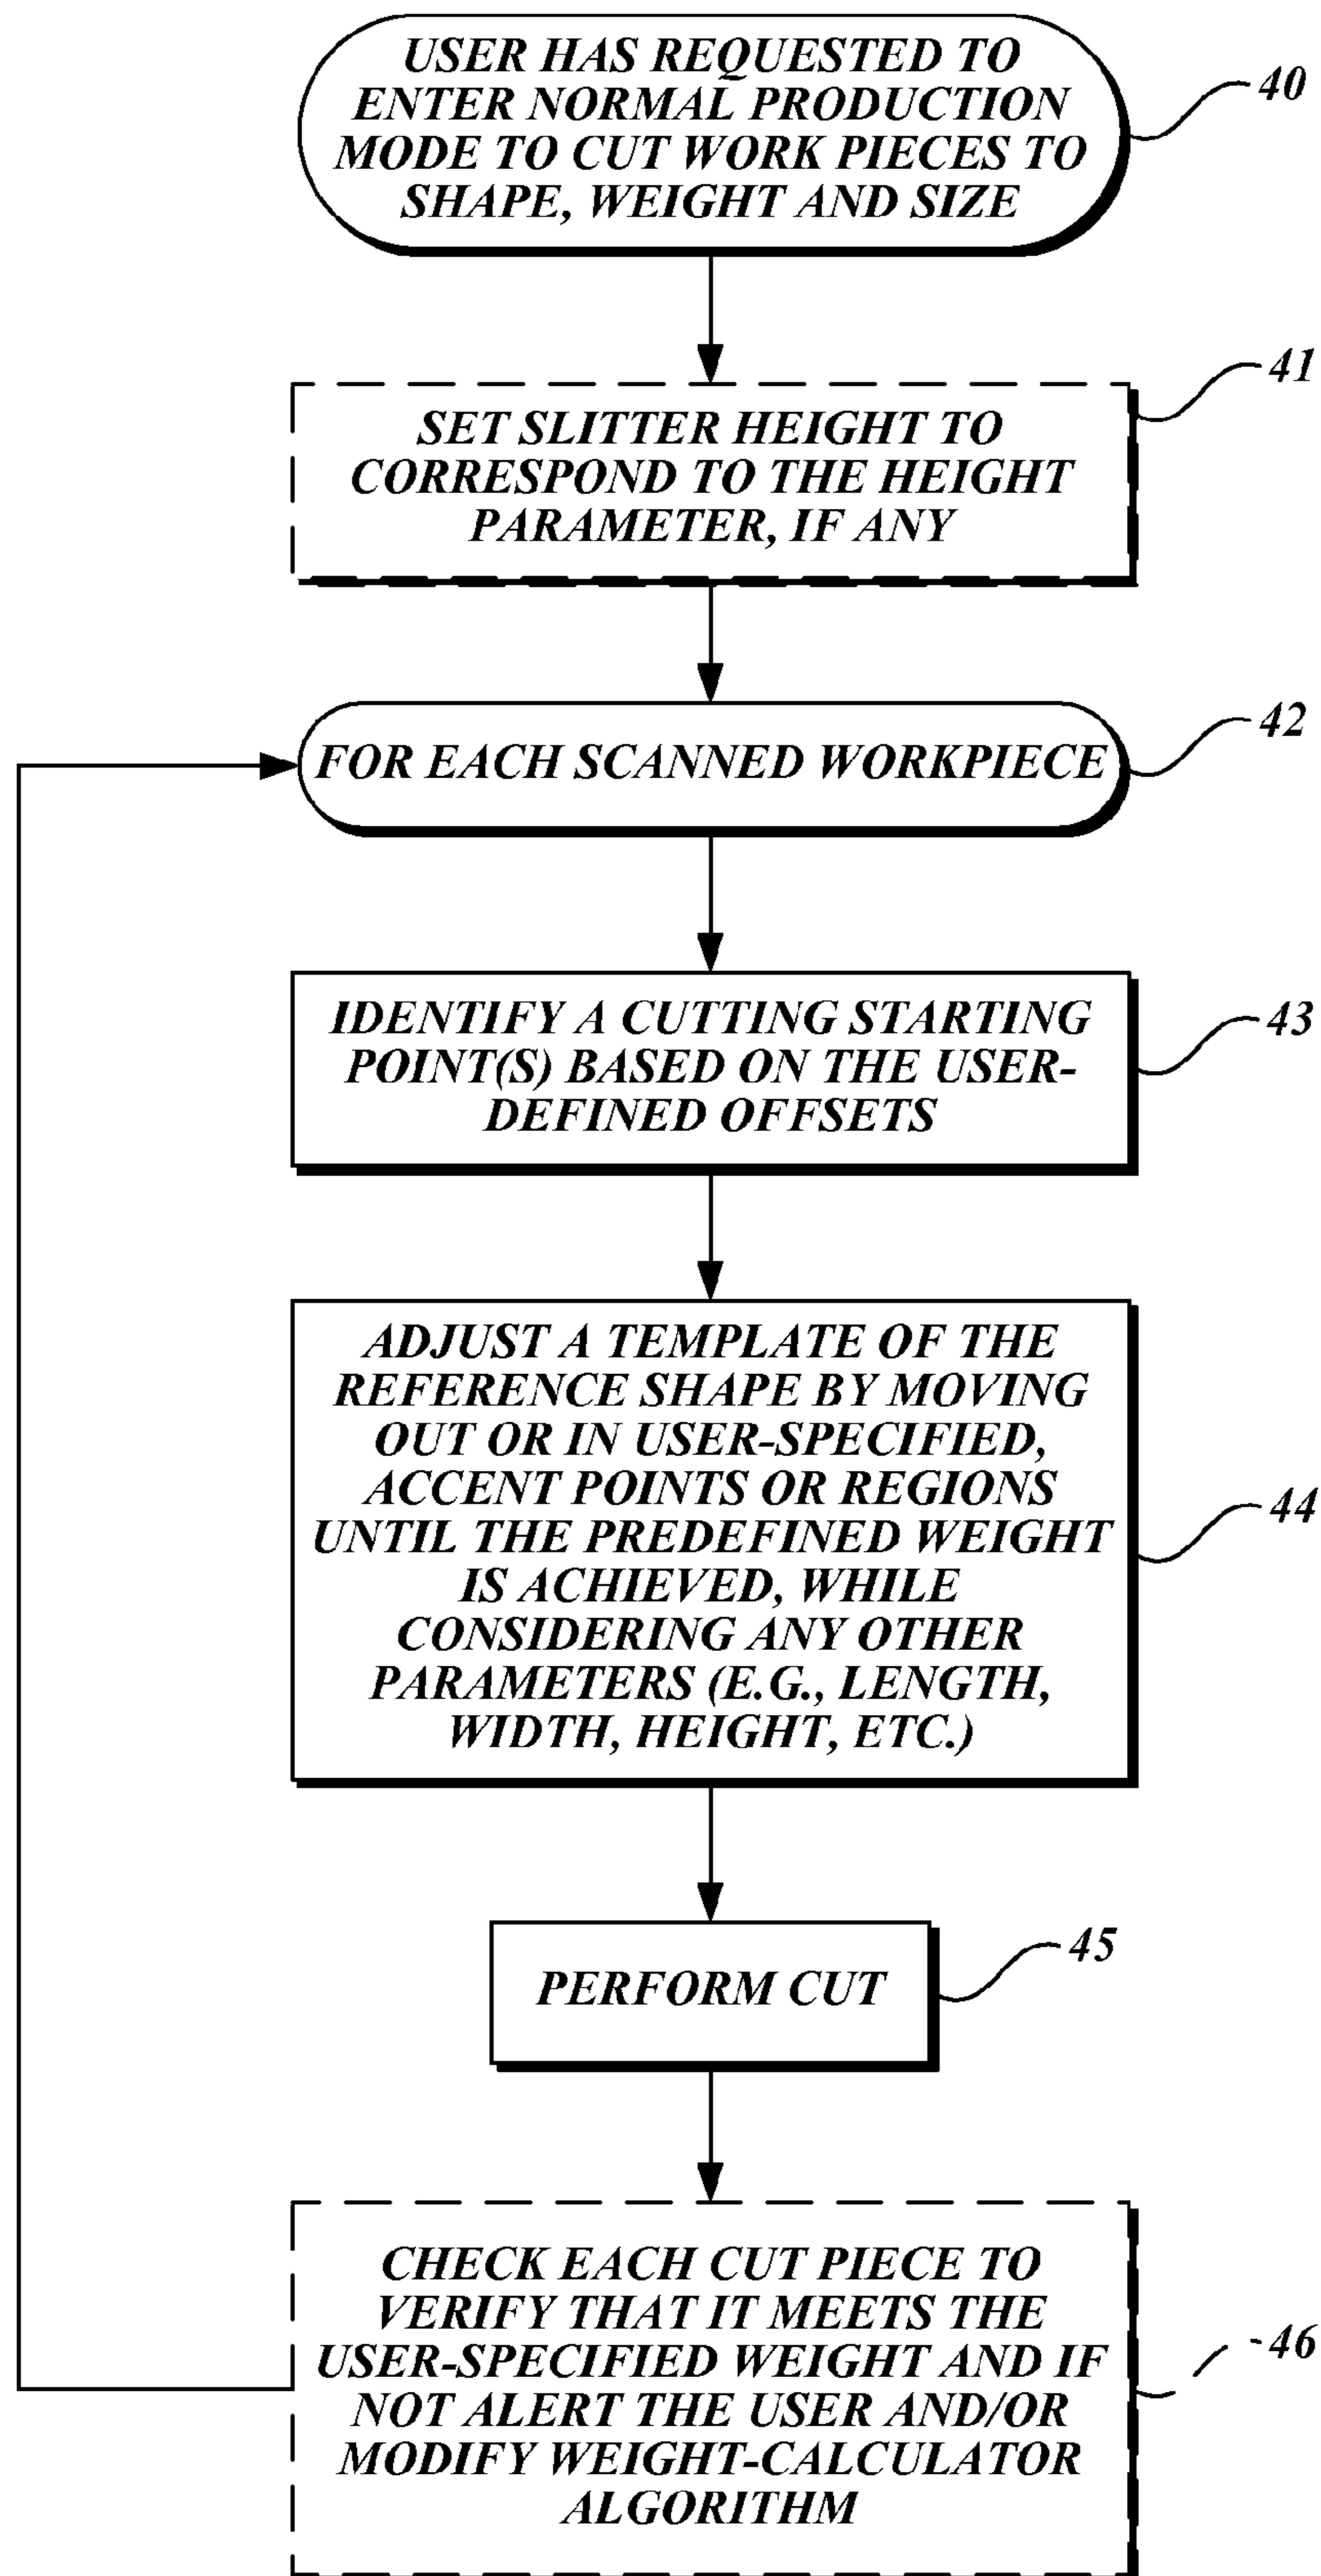 USER HAS REQUESTED TO
ENTER NORMAL PRODUCTION
MODE TO CUT WORK PIECES TO
SHAPE, WEIGHT AND SIZE
40
SET SLITTER HEIGHT TO
CORRESPOND TO THE HEIGHT
PARAMETER, IF ANY
41
FOR EACH SCANNED WORKPIECE
42
IDENTIFY A CUTTING STARTING
POINT(S) BASED ON THE USER-
DEFINED OFFSETS
43
ADJUST A TEMPLATE OF THE
REFERENCE SHAPE BY MOVING
OUT OR IN USER-SPECIFIED,
ACCENT POINTS OR REGIONS
UNTIL THE PREDEFINED WEIGHT
IS ACHIEVED, WHILE
CONSIDERING ANY OTHER
PARAMETERS (E.G., LENGTH,
WIDTH, HEIGHT, ETC.)
44
PERFORM CUT
45
CHECK EACH CUT PIECE TO
VERIFY THAT IT MEETS THE
USER-SPECIFIED WEIGHT AND IF
NOT ALERT THE USER AND/OR
MODIFY WEIGHT-CALCULATOR
ALGORITHM
46